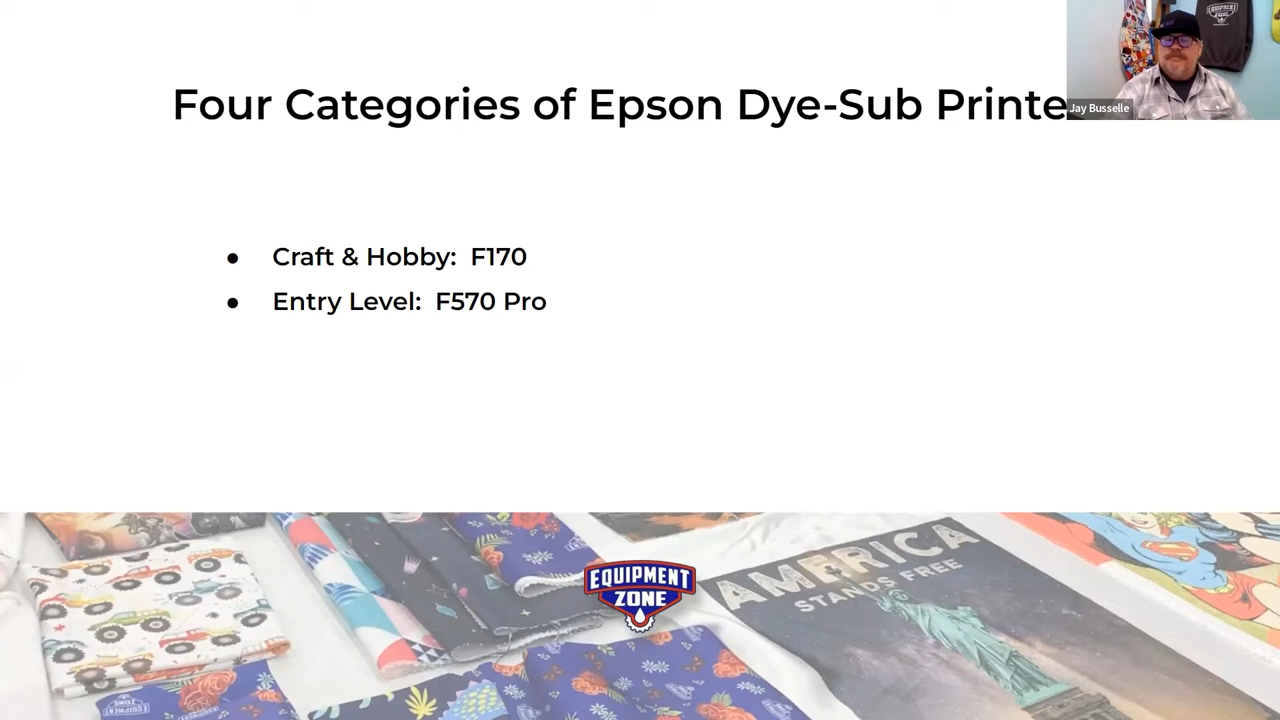 Four Categories of Epson Dye-Sub Printe
Jay Busselle
● Craft & Hobby: F170
● Entry Level: F570 Pro
EQUIPMENT
ZONE
AMERICA
STANDS FREE